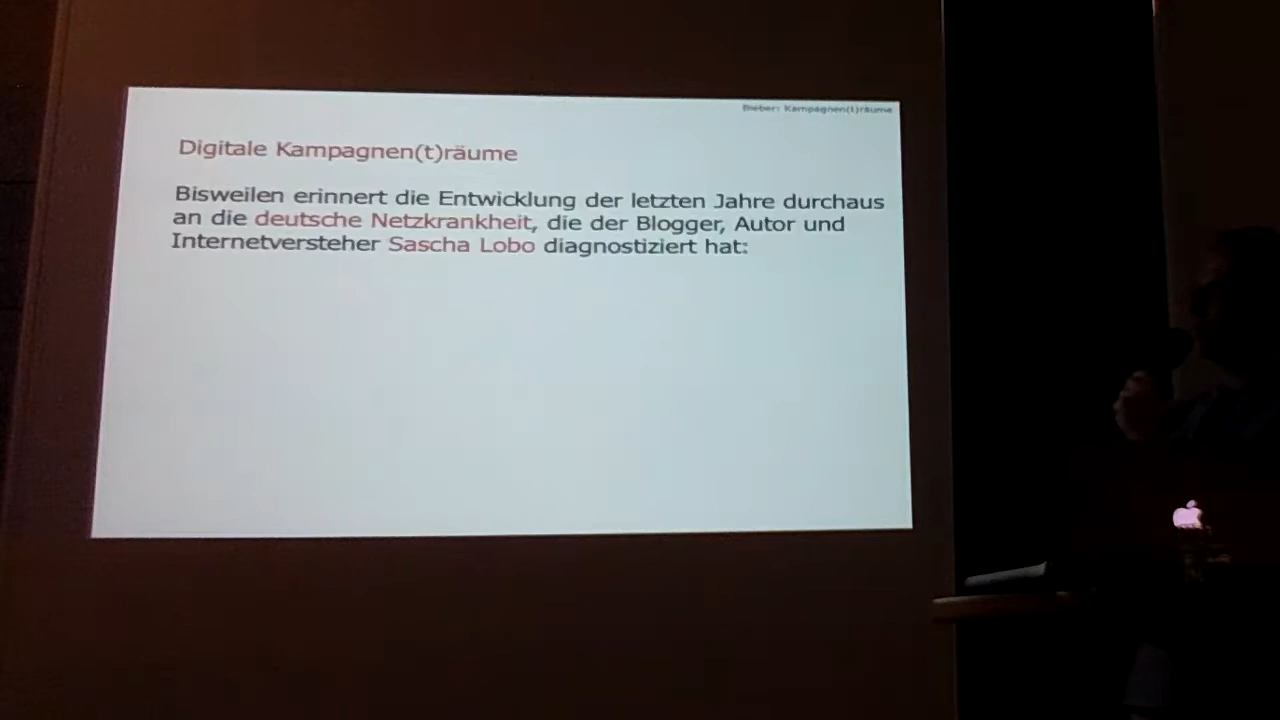 Bieber: Kampagnen(t)räume
Digitale Kampagnen(t)räume
Bisweilen erinnert die Entwicklung der letzten Jahre durchaus
an die deutsche Netzkrankheit, die der Blogger, Autor und
Internetversteher Sascha Lobo diagnostiziert hat: